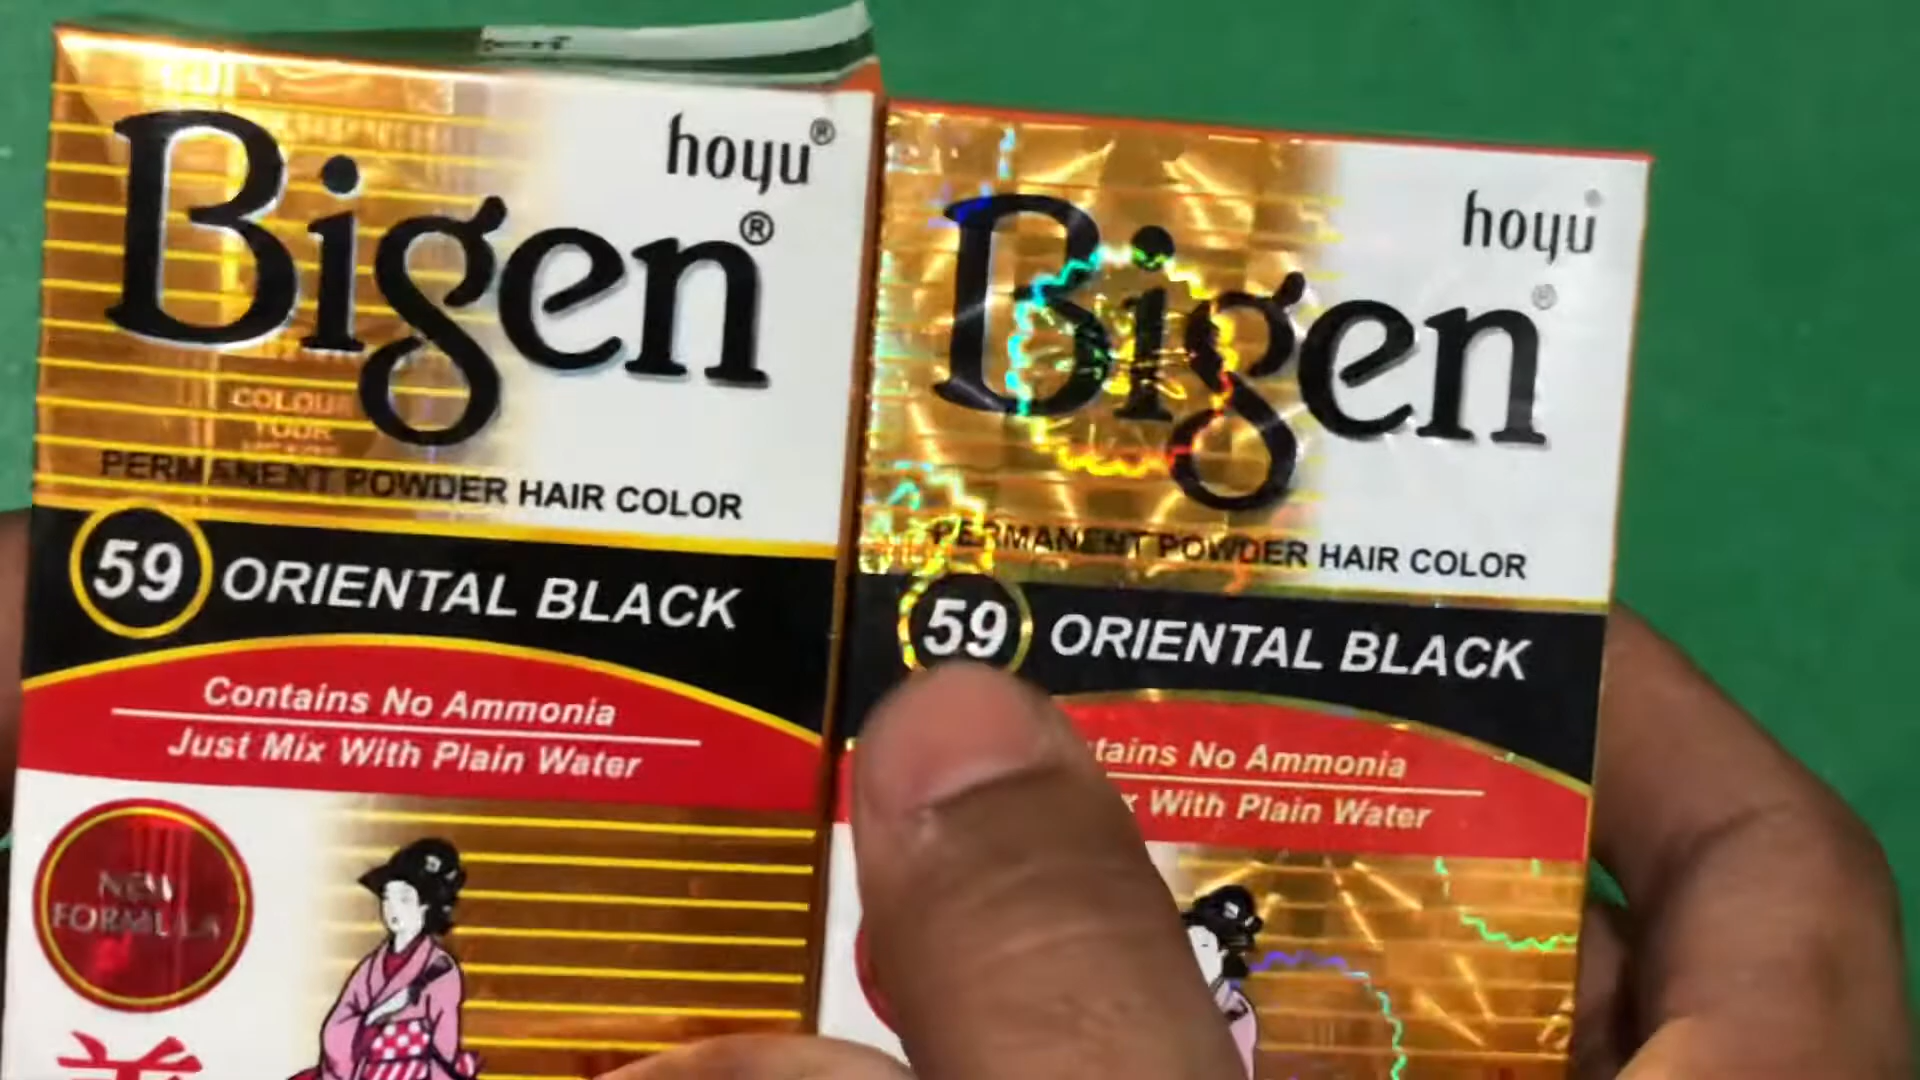 hoyu®
Bigen®
COLOUR
YOUR
PERMANENT POWDER HAIR COLOR
59 ORIENTAL BLACK
Contains No Ammonia
Just Mix With Plain Water
NEW
FORMULA
hoyu®
Bigen®
PERMANENT POWDER HAIR COLOR
59 ORIENTAL BLACK
tains No Ammonia
x With Plain Water